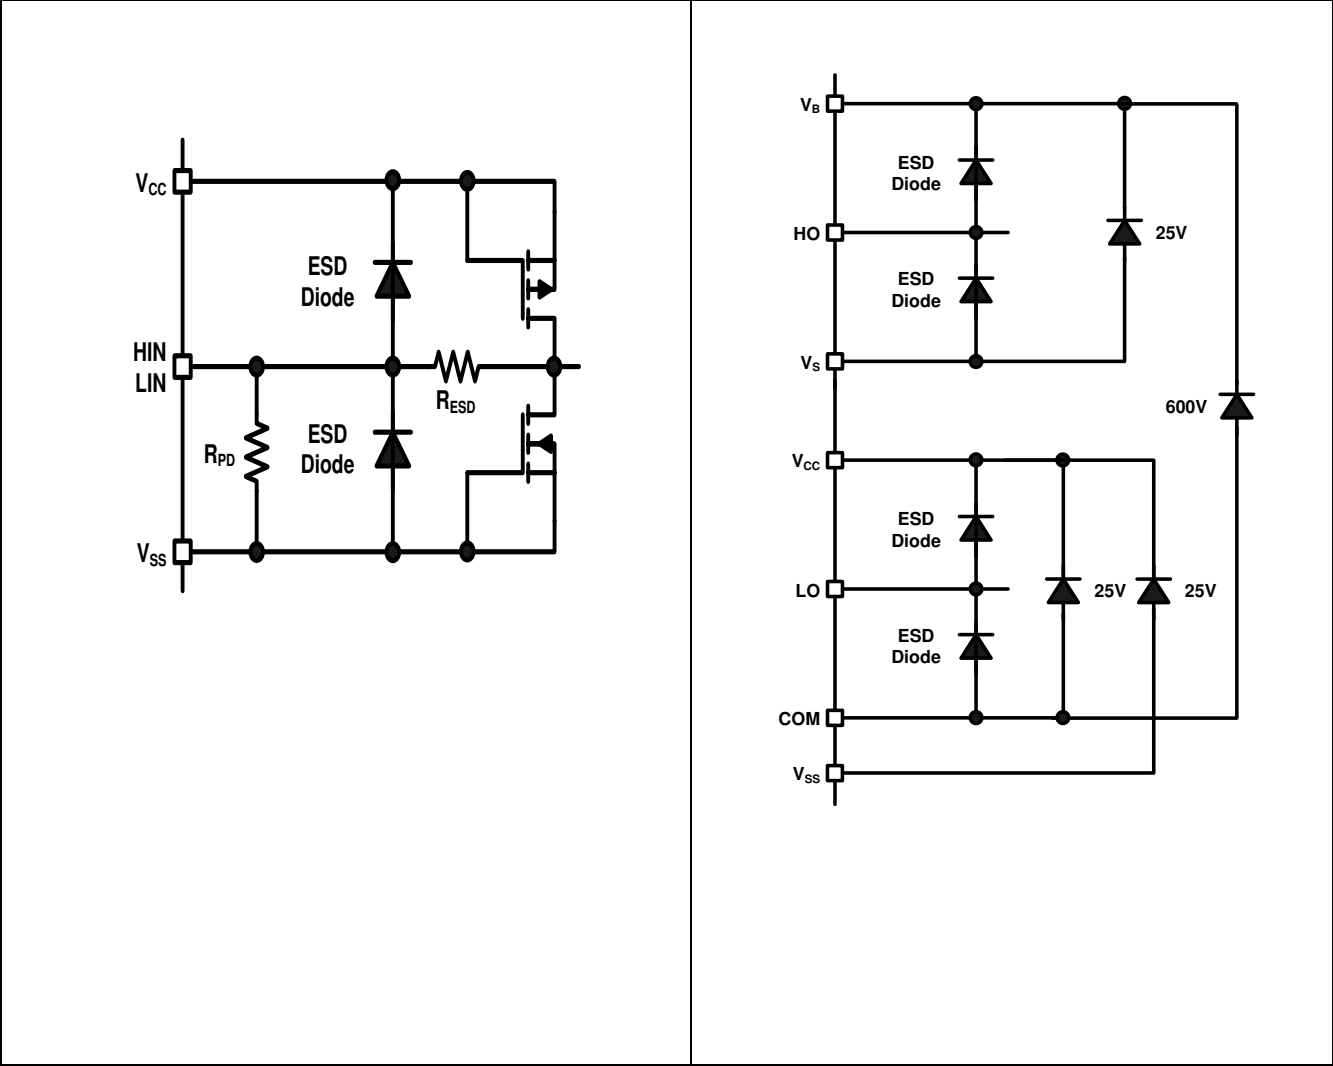 VCC
ESD
Diode
HIN
LIN
RESD
RPD
ESD
Diode
VSS
VB
ESD
Diode
HO
25V
ESD
Diode
VS
600V
VCC
ESD
Diode
LO
25V
25V
ESD
Diode
COM
VSS